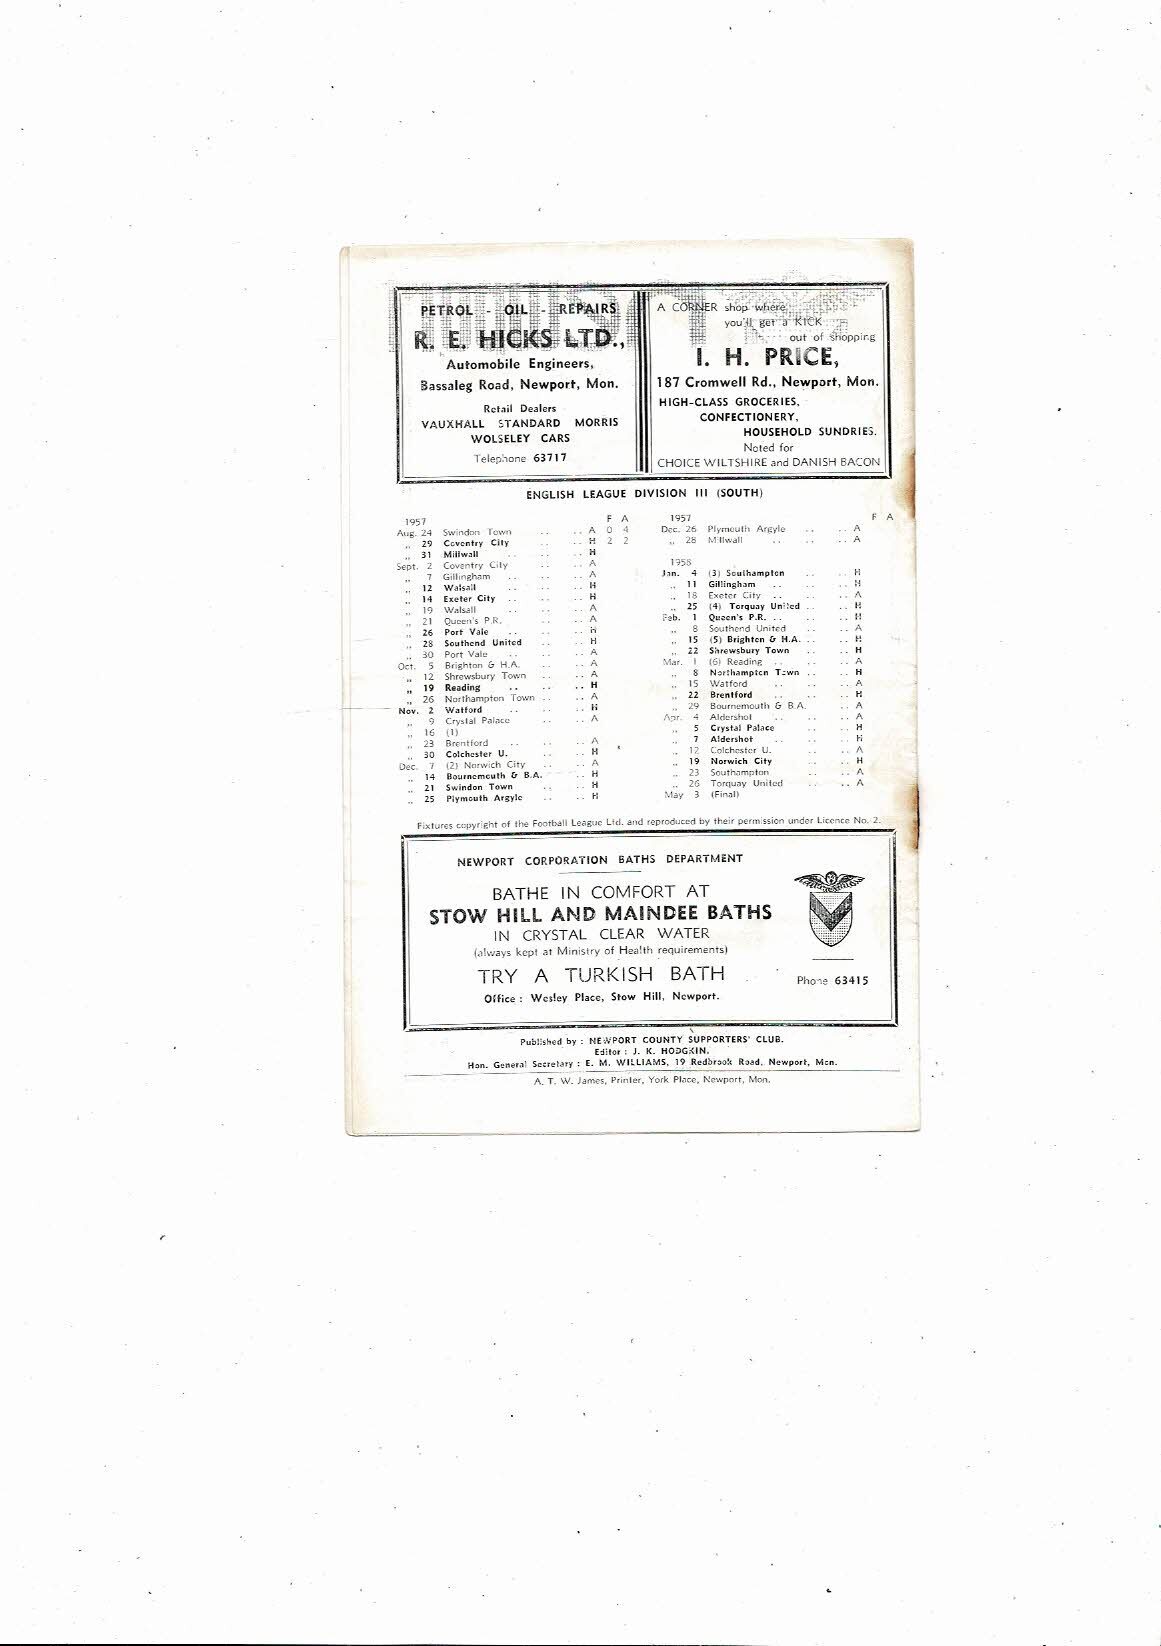 PETROL - OIL - REPAIRS
R. E. HICKS LTD.,
Automobile Engineers,
Bassaleg Road, Newport, Mon.
Retail Dealers
VAUXHALL STANDARD MORRIS
WOLSELEY CARS
Telephone 63717
A CORNER shop where
you'll get a KICK
out of shopping
I. H. PRICE,
187 Cromwell Rd., Newport, Mon.
HIGH-CLASS GROCERIES,
CONFECTIONERY,
HOUSEHOLD SUNDRIES.
Noted for
CHOICE WILTSHIRE and DANISH BACON
ENGLISH LEAGUE DIVISION III (SOUTH)
1957 F A
Aug. 24 Swindon Town .. .. A 0 4
,, 29 Coventry City .. .. H 2 2
,, 31 Millwall .. .. .. H
Sept. 2 Coventry City .. .. A
,, 7 Gillingham .. .. .. A
,, 12 Walsall .. .. .. H
,, 14 Exeter City .. .. .. H
,, 19 Walsall .. .. .. A
,, 21 Queen's P.R. .. .. A
,, 26 Port Vale .. .. .. H
,, 28 Southend United .. .. H
,, 30 Port Vale .. .. .. A
Oct. 5 Brighton & H.A. .. .. A
,, 12 Shrewsbury Town .. .. A
,, 19 Reading .. .. .. H
,, 26 Northampton Town .. .. A
Nov. 2 Watford .. .. .. H
,, 9 Crystal Palace .. .. A
,, 16 (1)
,, 23 Brentford .. .. .. A
,, 30 Colchester U. .. .. H
Dec. 7 (2) Norwich City .. .. A
,, 14 Bournemouth & B.A. .. .. H
,, 21 Swindon Town .. .. H
,, 25 Plymouth Argyle .. .. H
1957 F A
Dec. 26 Plymouth Argyle .. .. A
,, 28 Millwall .. .. .. A
1958
Jan. 4 (3) Southampton .. .. H
,, 11 Gillingham .. .. .. H
,, 18 Exeter City .. .. .. A
,, 25 (4) Torquay United .. .. H
Feb. 1 Queen's P.R. .. .. .. H
,, 8 Southend United .. .. A
,, 15 (5) Brighton & H.A. .. .. H
,, 22 Shrewsbury Town .. .. H
Mar. 1 (6) Reading .. .. .. A
,, 8 Northampton Town .. .. H
,, 15 Watford .. .. .. A
,, 22 Brentford .. .. .. H
,, 29 Bournemouth & B.A. .. .. A
Apr. 4 Aldershot .. .. .. A
,, 5 Crystal Palace .. .. H
,, 7 Aldershot .. .. .. H
,, 12 Colchester U. .. .. A
,, 19 Norwich City .. .. H
,, 23 Southampton .. .. A
,, 26 Torquay United .. .. A
May 3 (Final)
Fixtures copyright of the Football League Ltd. and reproduced by their permission under Licence No. 2.
NEWPORT CORPORATION BATHS DEPARTMENT
BATHE IN COMFORT AT
STOW HILL AND MAINDEE BATHS
IN CRYSTAL CLEAR WATER
(always kept at Ministry of Health requirements)
TRY A TURKISH BATH
Office : Wesley Place, Stow Hill, Newport.
Phone 63415
Published by : NEWPORT COUNTY SUPPORTERS' CLUB.
Editor : J. K. HODGKIN.
Hon. General Secretary : E. M. WILLIAMS, 19 Redbrook Road, Newport, Mon.
A. T. W. James, Printer, York Place, Newport, Mon.